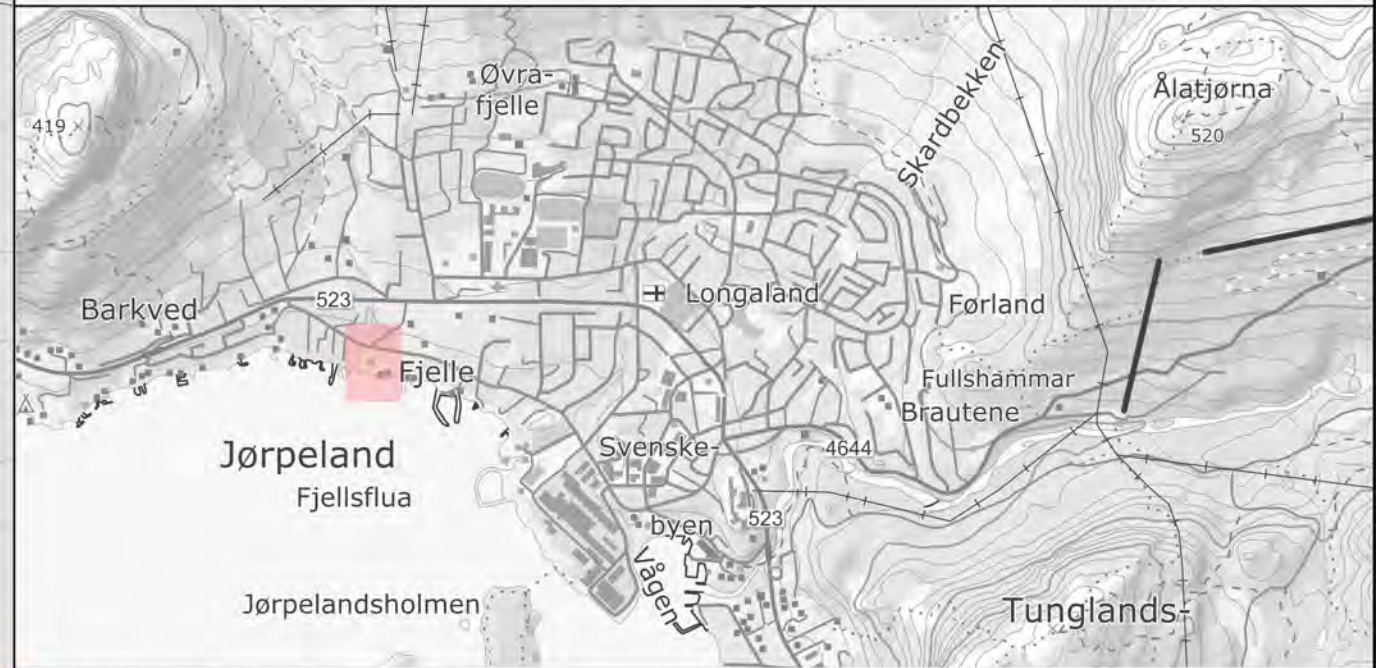 Øvra-
fjelle
Skardbekken
Ålatjørna
419
520
Barkved
523
Longaland
Førland
Fjelle
Fullshammar
Brautene
Jørpeland
Svenske-
4644
Fjellsflua
byen
523
Vågen
Jørpelandsholmen
Tunglands-